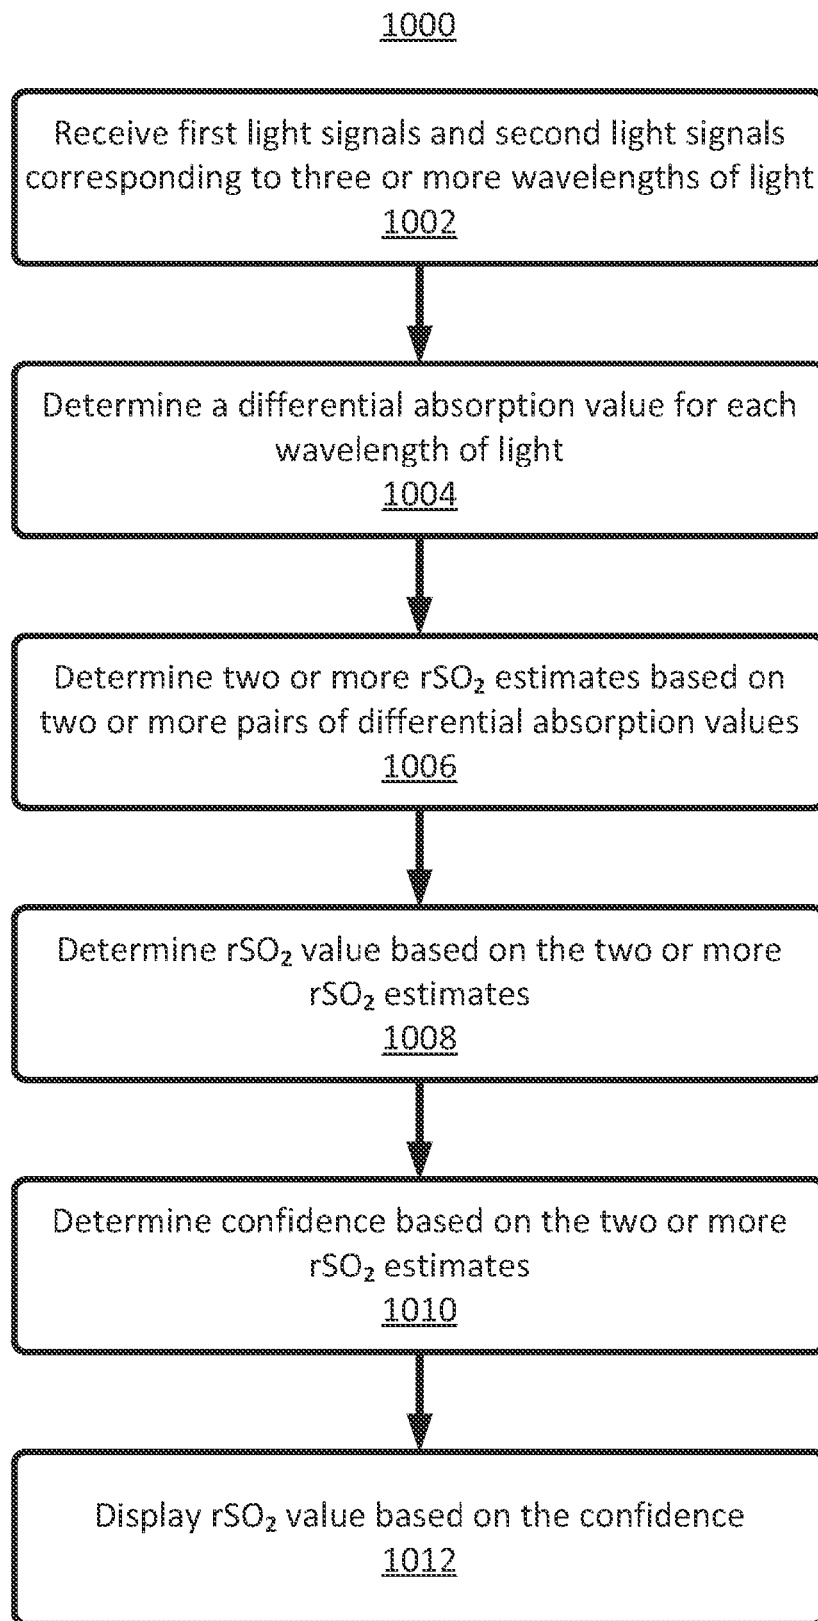 1000
Receive first light signals and second light signals
corresponding to three or more wavelengths of light
1002
Determine a differential absorption value for each
wavelength of light
1004
Determine two or more rSO₂ estimates based on
two or more pairs of differential absorption values
1006
Determine rSO₂ value based on the two or more
rSO₂ estimates
1008
Determine confidence based on the two or more
rSO₂ estimates
1010
Display rSO₂ value based on the confidence
1012